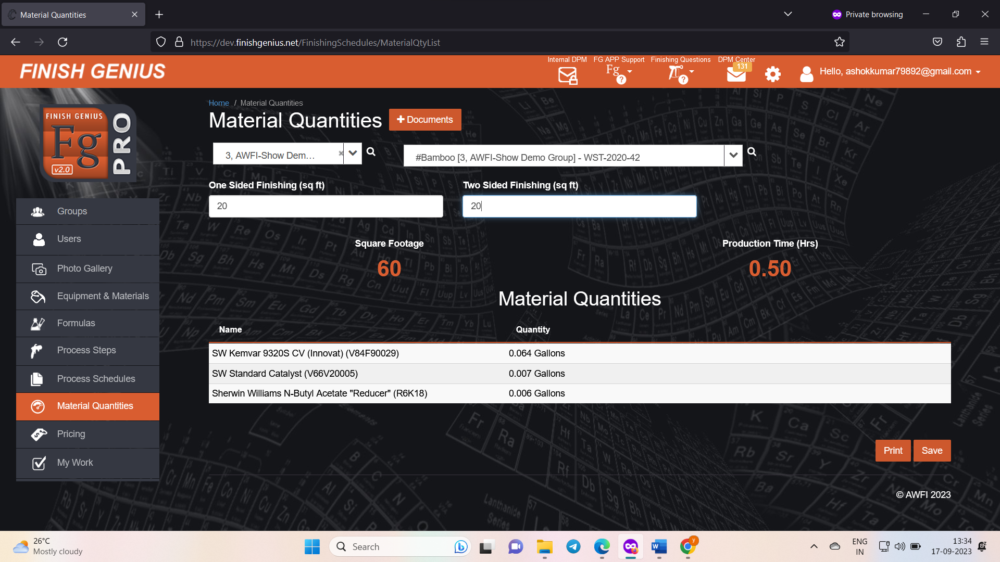 Material Quantities
Private browsing
https://dev.finishgenius.net/FinishingSchedules/MaterialQtyList
FINISH GENIUS
Internal DPM
FG APP Support
Finishing Questions
DPM Center
131
Hello, ashokkumar79892@gmail.com
FINISH GENIUS
Fg
v2.0
PRO
Home / Material Quantities
Material Quantities
+ Documents
3, AWFI-Show Dem...
#Bamboo [3, AWFI-Show Demo Group] - WST-2020-42
One Sided Finishing (sq ft)
Two Sided Finishing (sq ft)
20
20
Groups
Users
Photo Gallery
Equipment & Materials
Formulas
Process Steps
Process Schedules
Material Quantities
Pricing
My Work
Square Footage
Production Time (Hrs)
60
0.50
Material Quantities
Name
Quantity
SW Kemvar 9320S CV (Innovat) (V84F90029)
0.064 Gallons
SW Standard Catalyst (V66V20005)
0.007 Gallons
Sherwin Williams N-Butyl Acetate "Reducer" (R6K18)
0.006 Gallons
Print
Save
© AWFI 2023
26°C
Mostly cloudy
Search
ENG
IN
13:34
17-09-2023